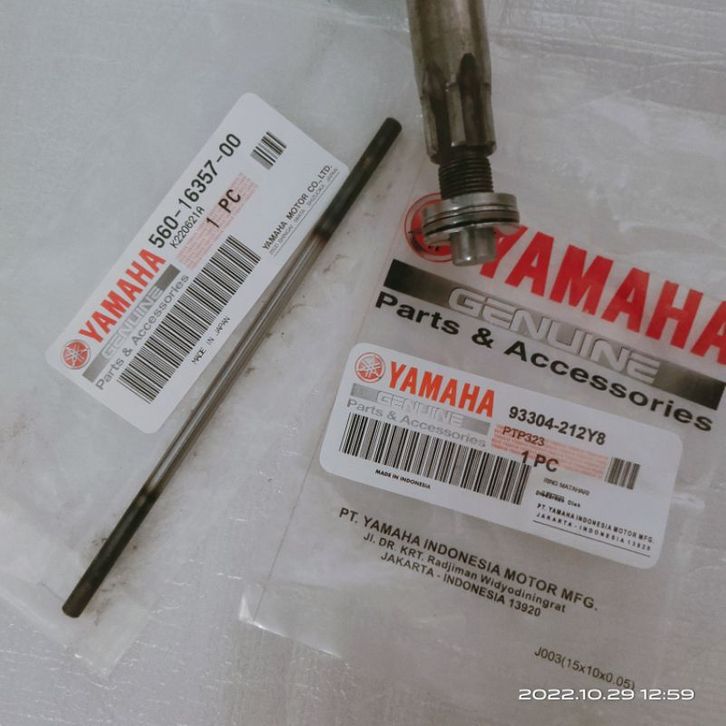 YAMAHA
GENUINE
Parts & Accessories
560-16357-00
K220621A
1 PC
MADE IN JAPAN
YAMAHA MOTOR CO., LTD.
YAMAHA
GENUINE
Parts & Accessories
YAMAHA
GENUINE
Parts & Accessories
93304-212Y8
PTP323
1 PC
MADE IN INDONESIA
RING MATAHARI
PT. YAMAHA INDONESIA MOTOR MFG.
JAKARTA - INDONESIA 13920
PT. YAMAHA INDONESIA MOTOR MFG.
Jl. DR. KRT. Radjiman Widyodiningrat
JAKARTA - INDONESIA 13920
J003(15x10x0.05)
2022.10.29 12:59